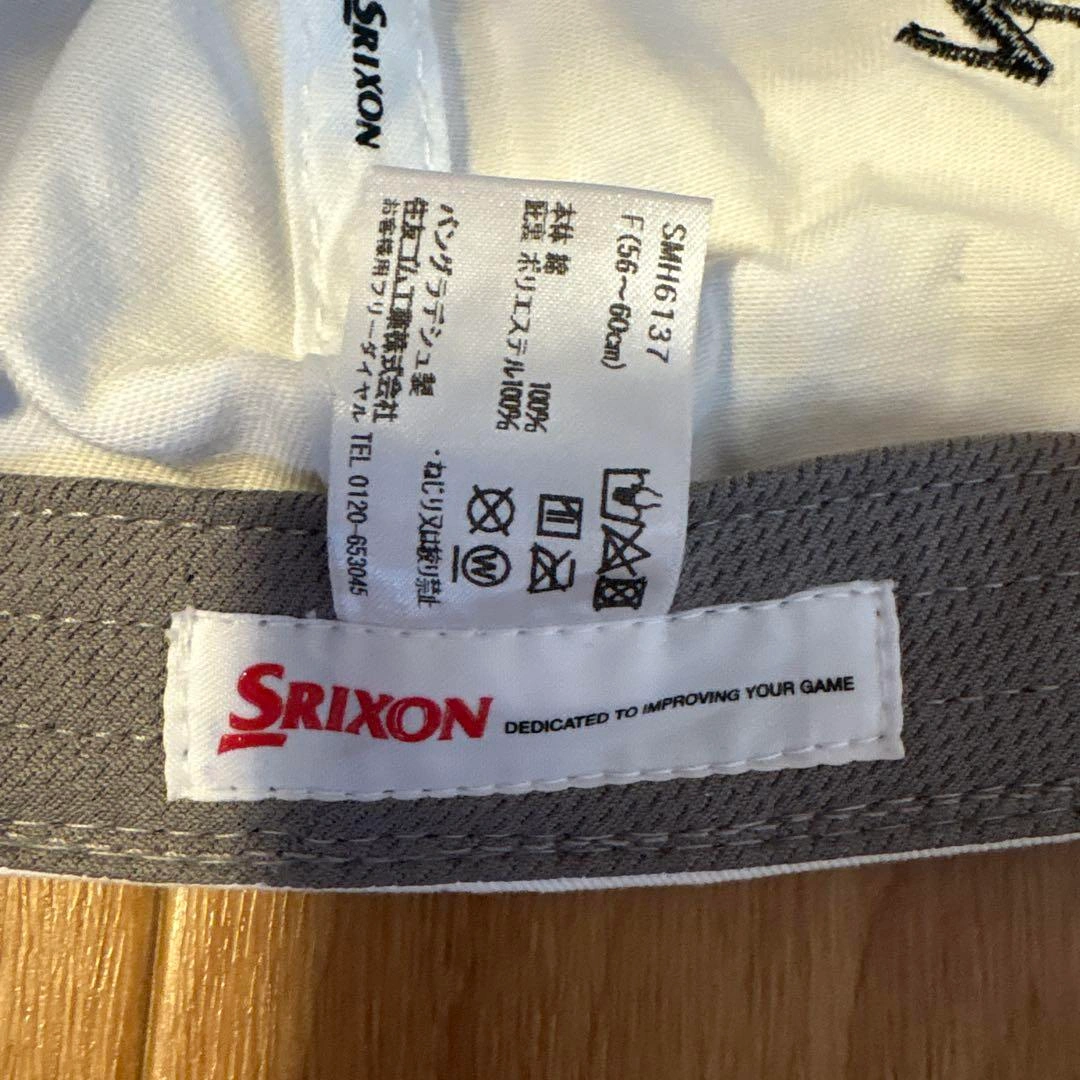 SRIXON
SMH6137
F(56〜60cm)
本体 綿 100%
記皇 ポリエステル100%
・ねじり又は絞り禁止
バングラデシュ製
住友ゴム工業株式会社
お客様用フリーダイヤル TEL 0120-653045
SRIXON DEDICATED TO IMPROVING YOUR GAME